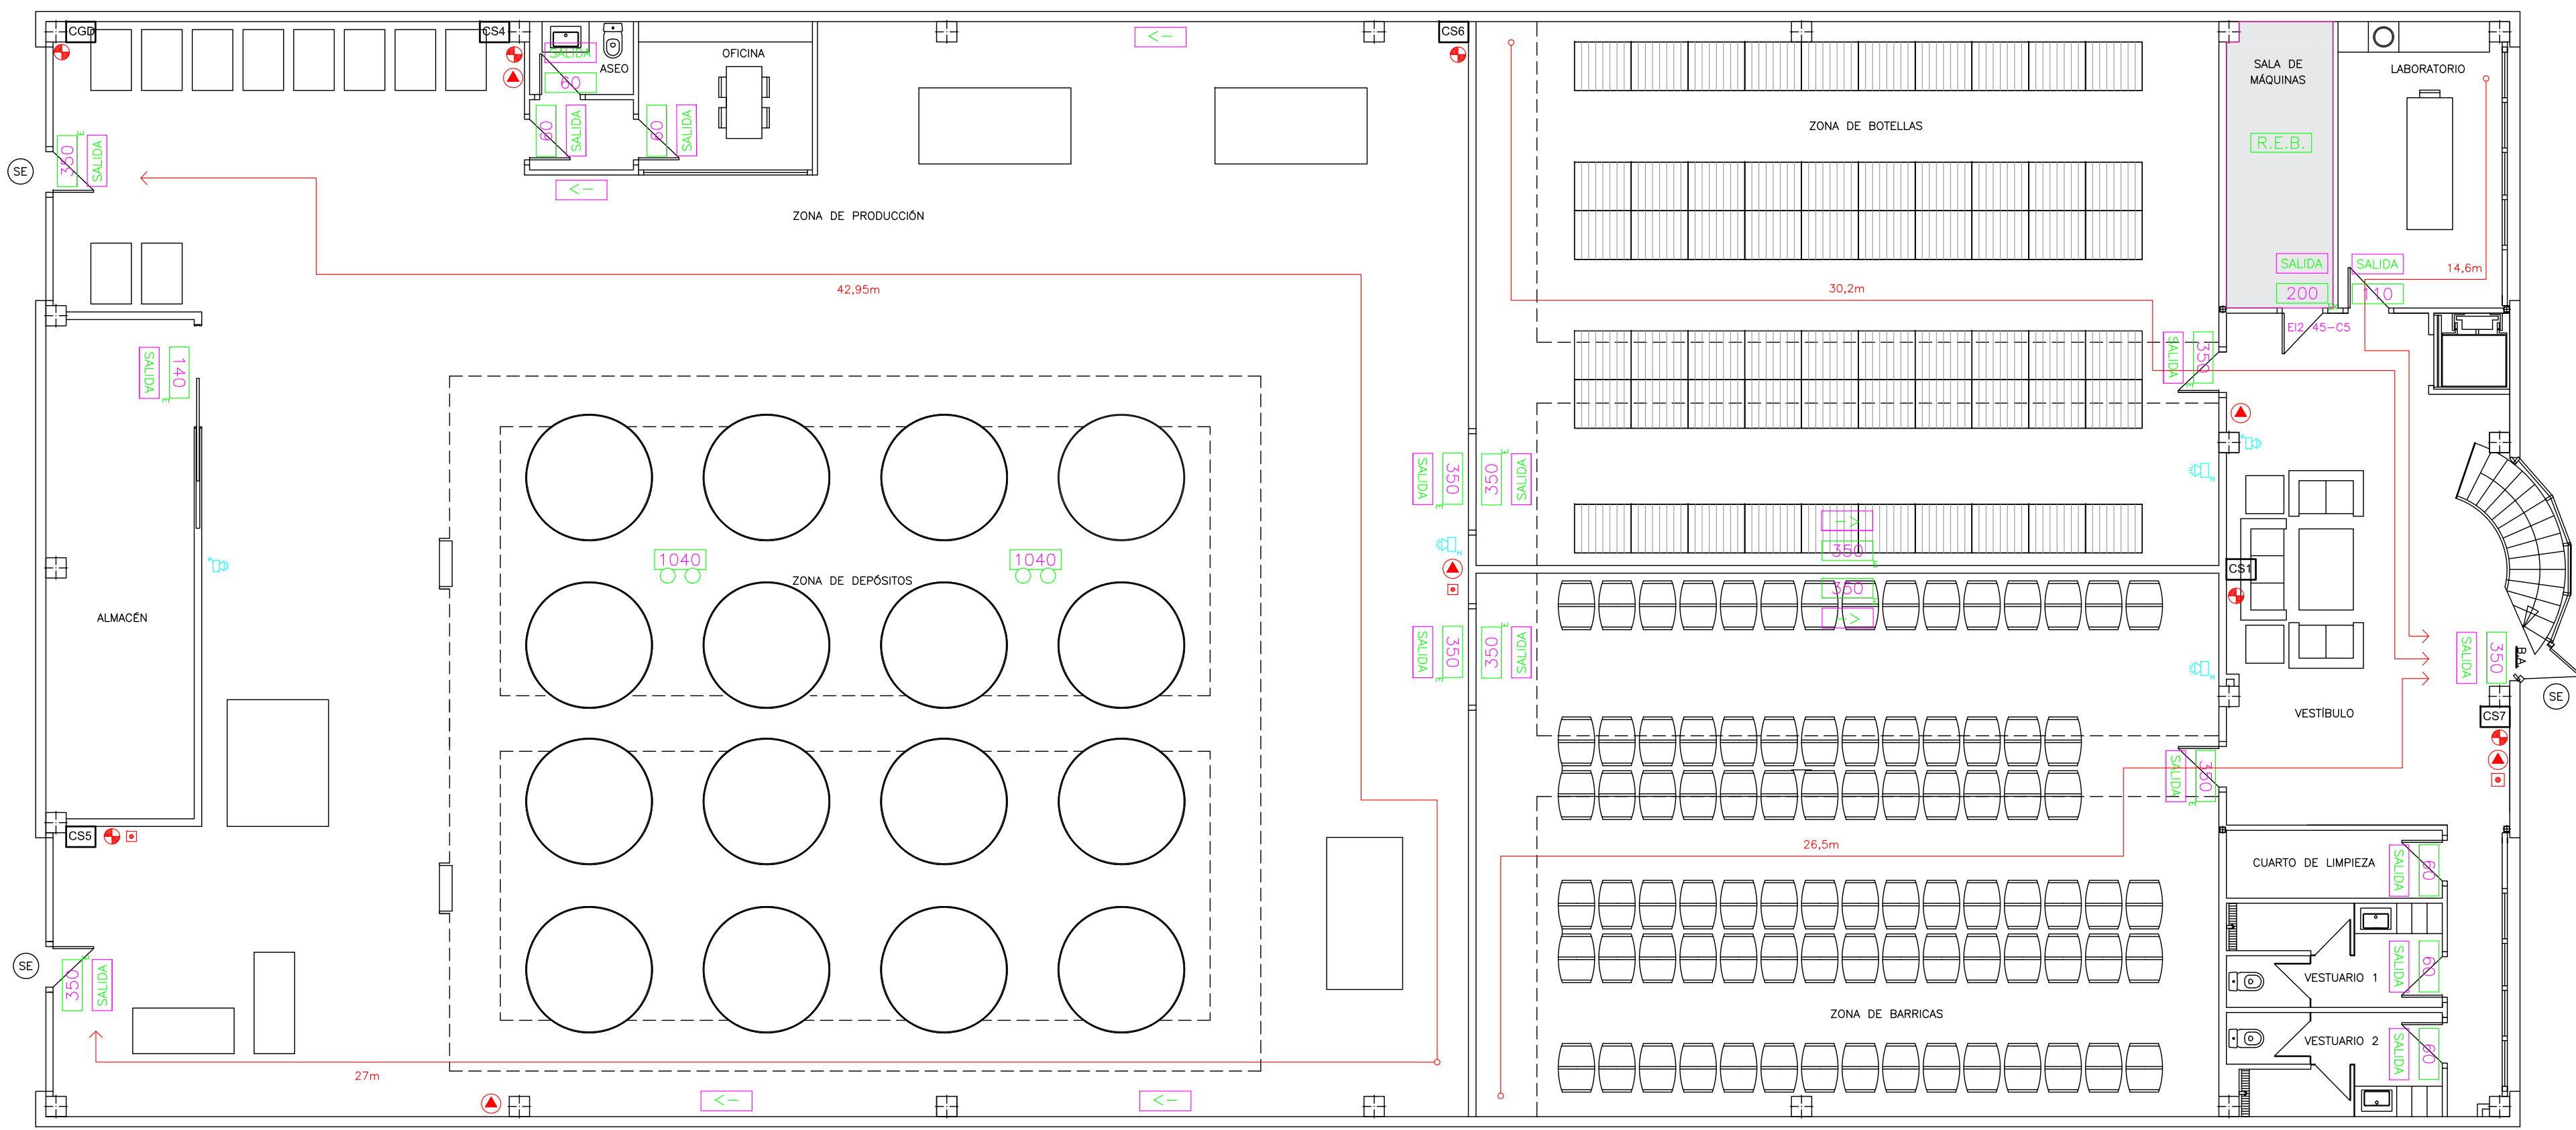 CGD
CS4
CS6
SALIDA
ASEO
60
OFICINA
<-
SALA DE
MÁQUINAS
LABORATORIO
R.E.B.
ZONA DE BOTELLAS
350
E
SALIDA
60
SALIDA
60
SALIDA
SE
<-
ZONA DE PRODUCCIÓN
42,95m
30,2m
SALIDA
200
SALIDA
110
14,6m
EI2 45-C5
SALIDA
140
E
SALIDA
350
E
SALIDA
350
E
350
E
SALIDA
H
H
H
H
H
1040
1040
ZONA DE DEPÓSITOS
->
350
E
350
E
->
CS1
ALMACÉN
SALIDA
350
E
350
E
SALIDA
SALIDA
350
B.A.
SE
VESTÍBULO
CS7
SALIDA
350
E
CS5
26,5m
CUARTO DE LIMPIEZA
SALIDA
60
SE
350
E
SALIDA
VESTUARIO 1
SALIDA
60
ZONA DE BARRICAS
VESTUARIO 2
SALIDA
60
27m
<-
<-